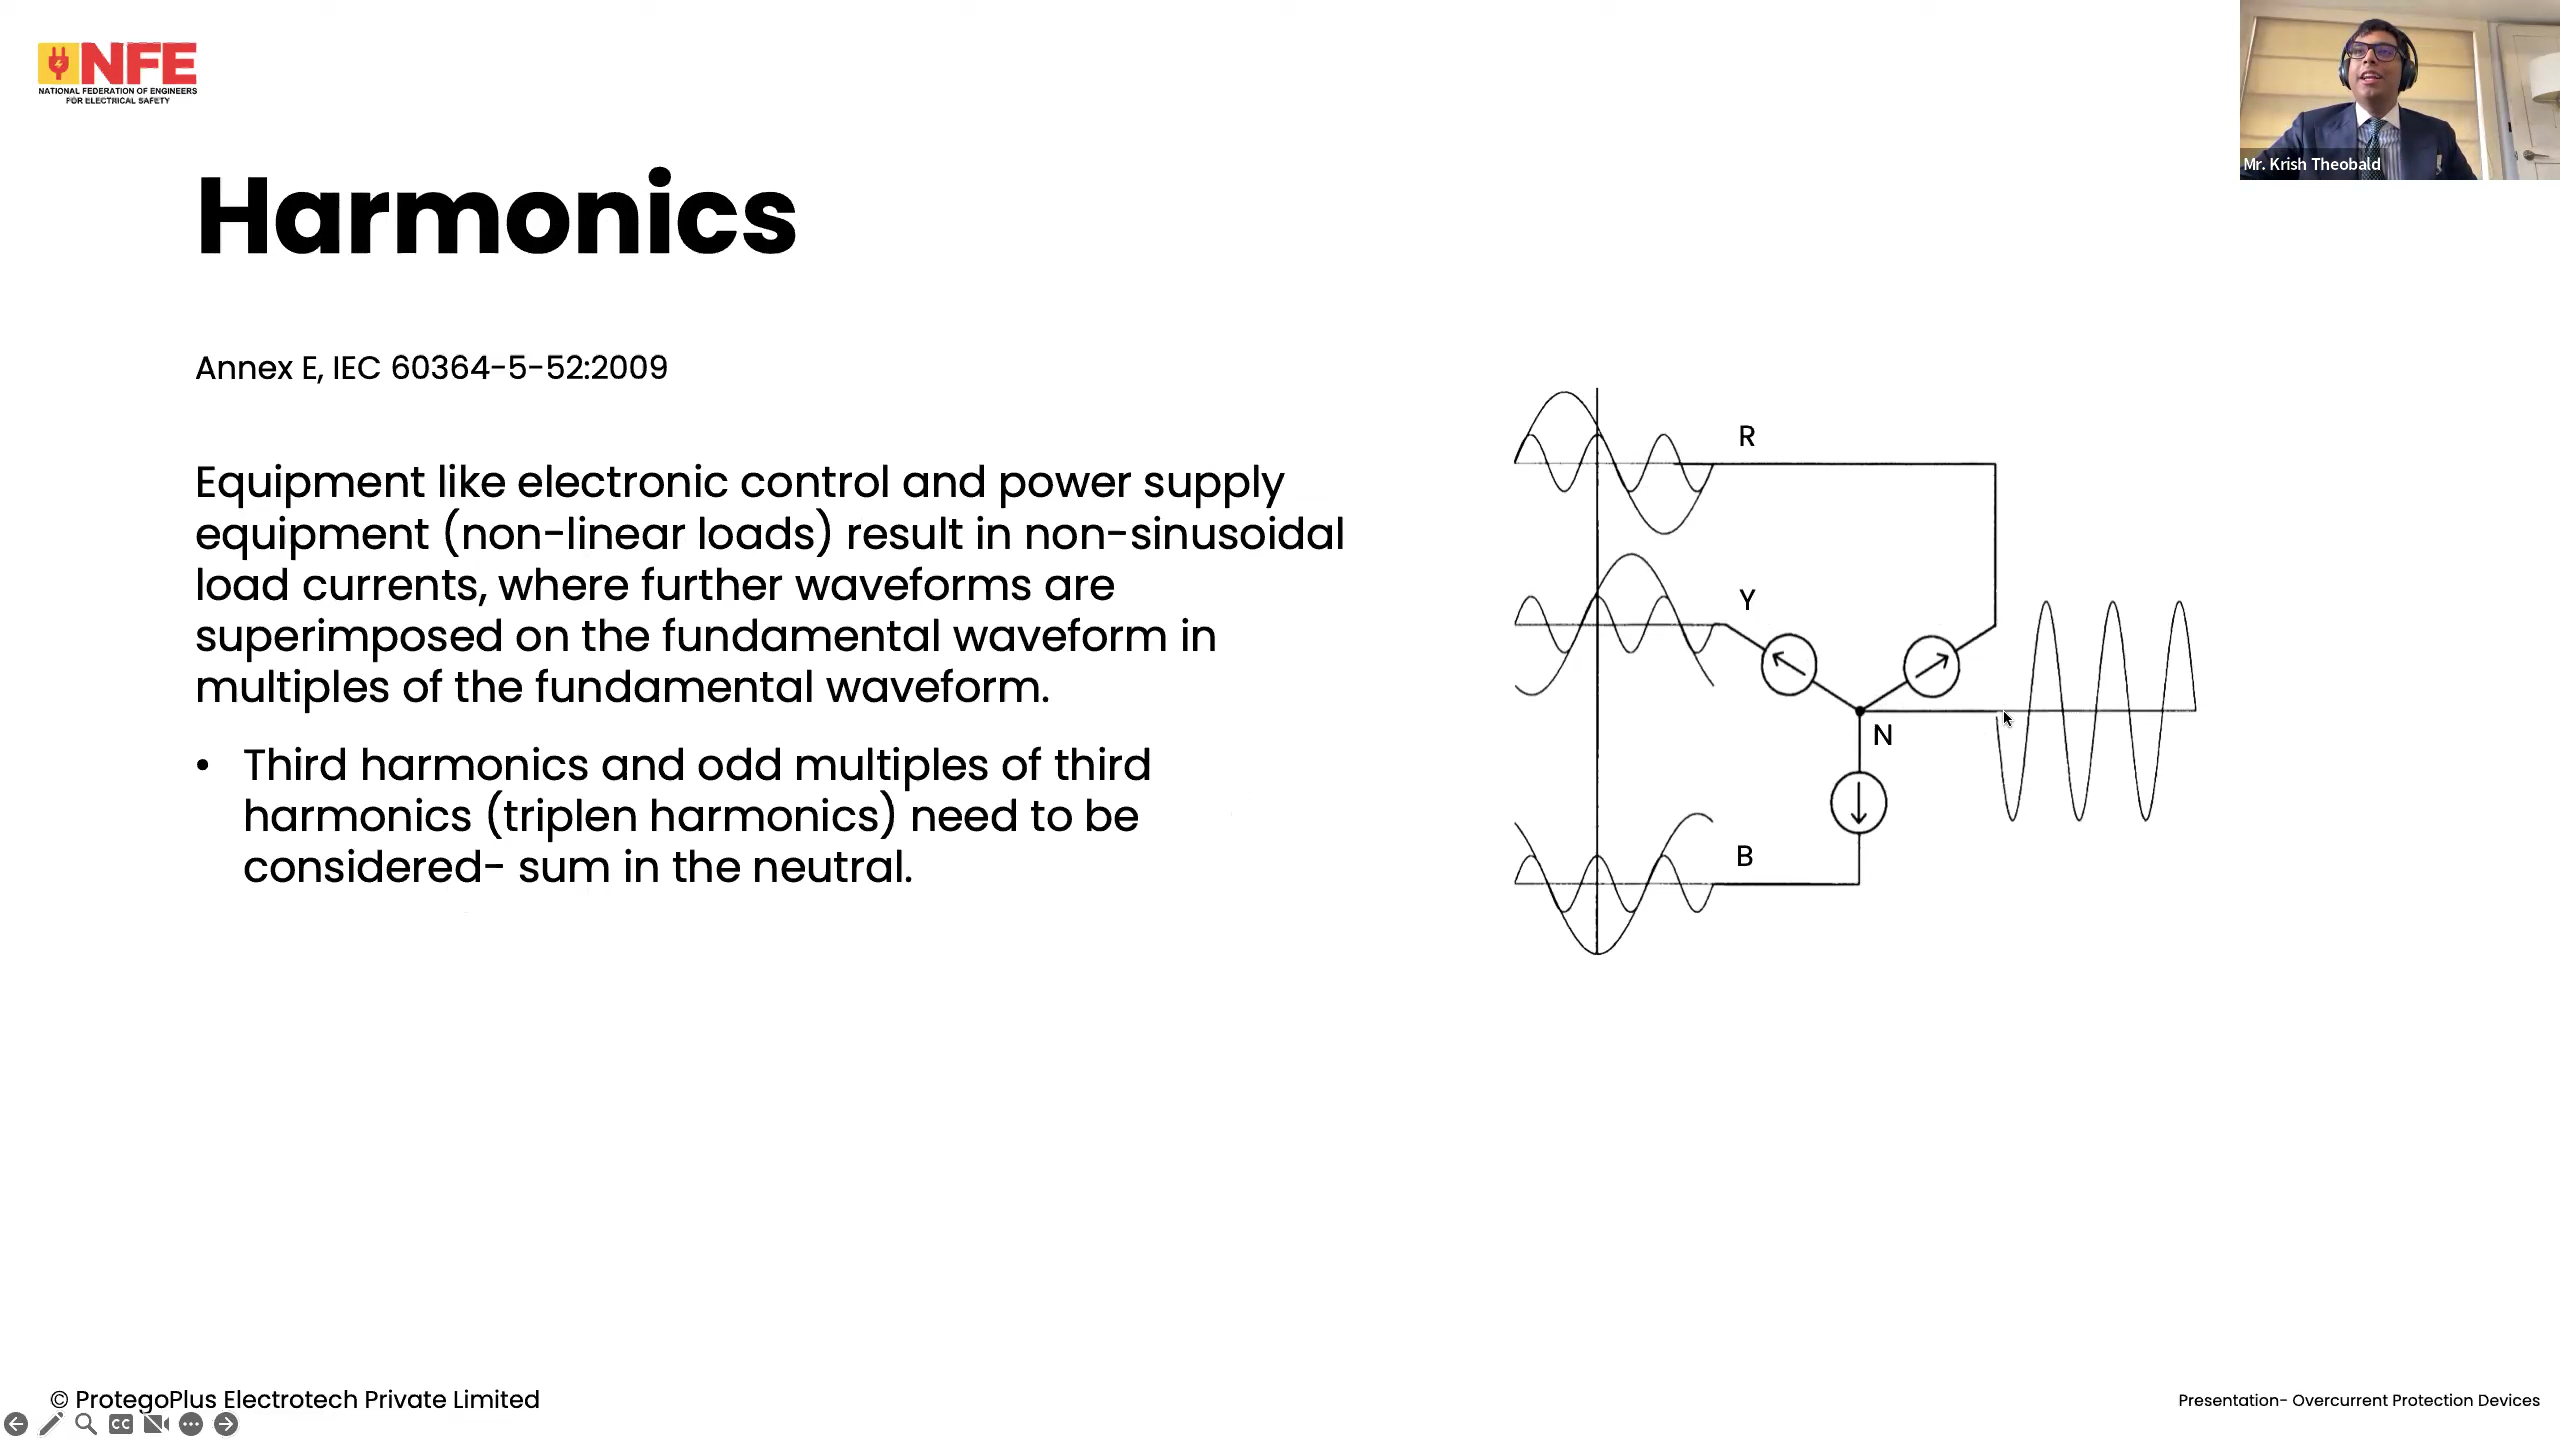 NFE
NATIONAL FEDERATION OF ENGINEERS
FOR ELECTRICAL SAFETY
Mr. Krish Theobald
Harmonics
Annex E, IEC 60364-5-52:2009
Equipment like electronic control and power supply
equipment (non-linear loads) result in non-sinusoidal
load currents, where further waveforms are
superimposed on the fundamental waveform in
multiples of the fundamental waveform.
• Third harmonics and odd multiples of third
harmonics (triplen harmonics) need to be
considered- sum in the neutral.
R
Y
N
B
© ProtegoPlus Electrotech Private Limited
CC
Presentation- Overcurrent Protection Devices